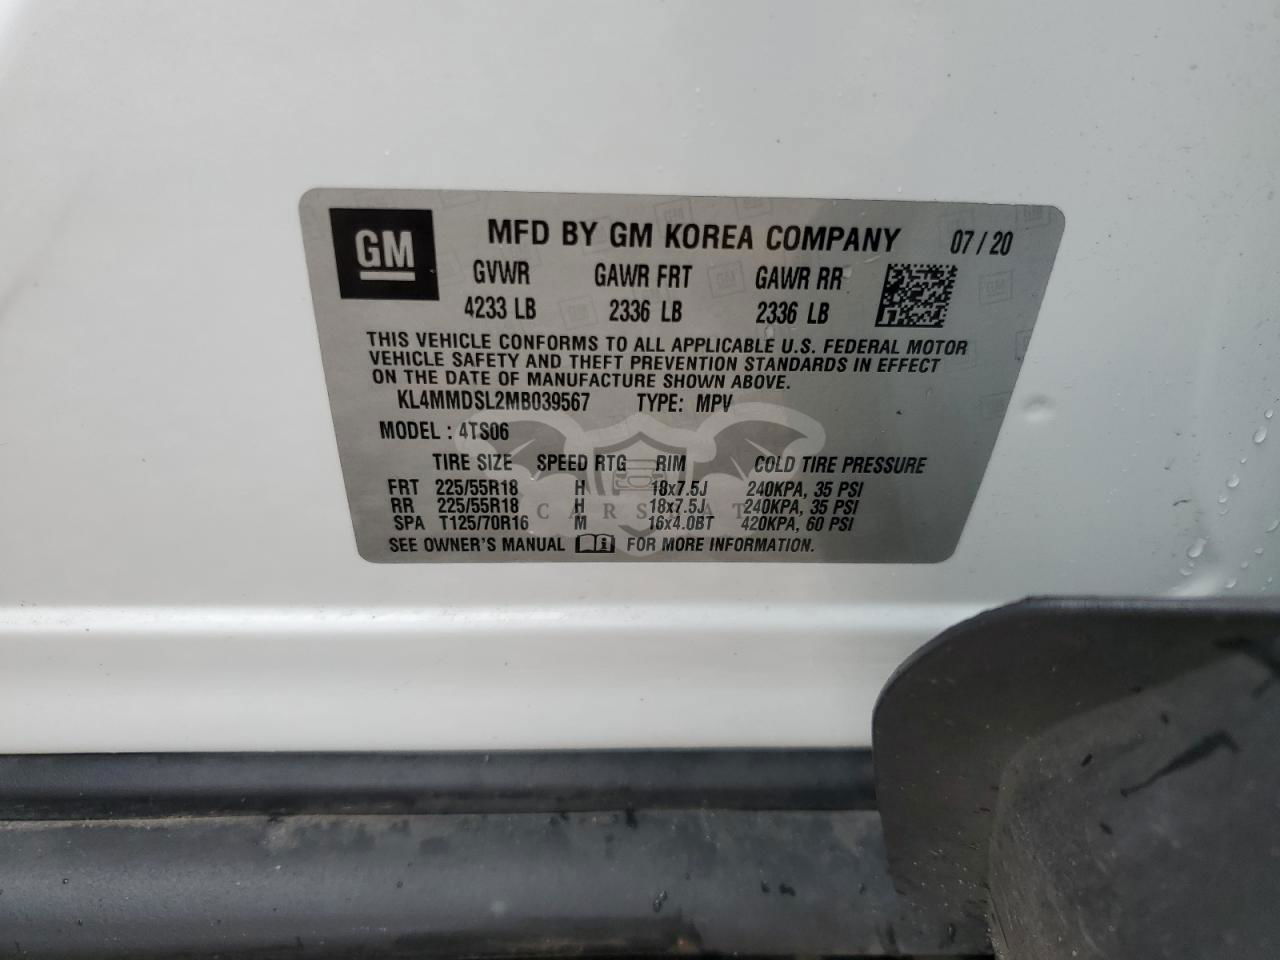 GM
MFD BY GM KOREA COMPANY 07 / 20
GVWR GAWR FRT GAWR RR
4233 LB 2336 LB 2336 LB
THIS VEHICLE CONFORMS TO ALL APPLICABLE U.S. FEDERAL MOTOR
VEHICLE SAFETY AND THEFT PREVENTION STANDARDS IN EFFECT
ON THE DATE OF MANUFACTURE SHOWN ABOVE.
KL4MMDSL2MB039567 TYPE: MPV
MODEL : 4TS06
TIRE SIZE SPEED RTG RIM COLD TIRE PRESSURE
FRT 225/55R18 H 18x7.5J 240KPA, 35 PSI
RR 225/55R18 H 18x7.5J 240KPA, 35 PSI
SPA T125/70R16 M 16x4.0BT 420KPA, 60 PSI
SEE OWNER'S MANUAL FOR MORE INFORMATION.